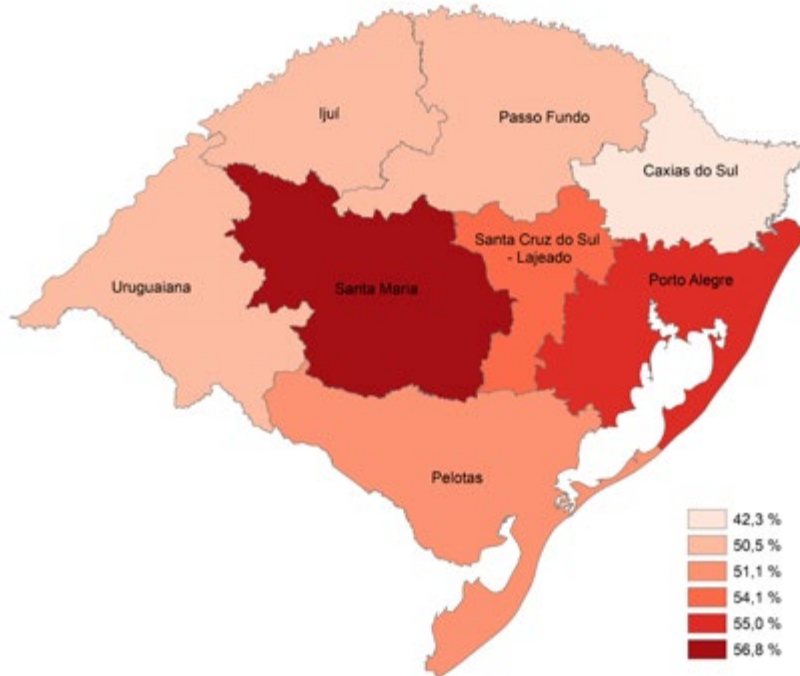 Ijuí
Passo Fundo
Caxias do Sul
Santa Cruz do Sul
- Lajeado
Porto Alegre
Uruguaiana
Santa Maria
Pelotas
42,3 %
50,5 %
51,1 %
54,1 %
55,0 %
56,8 %